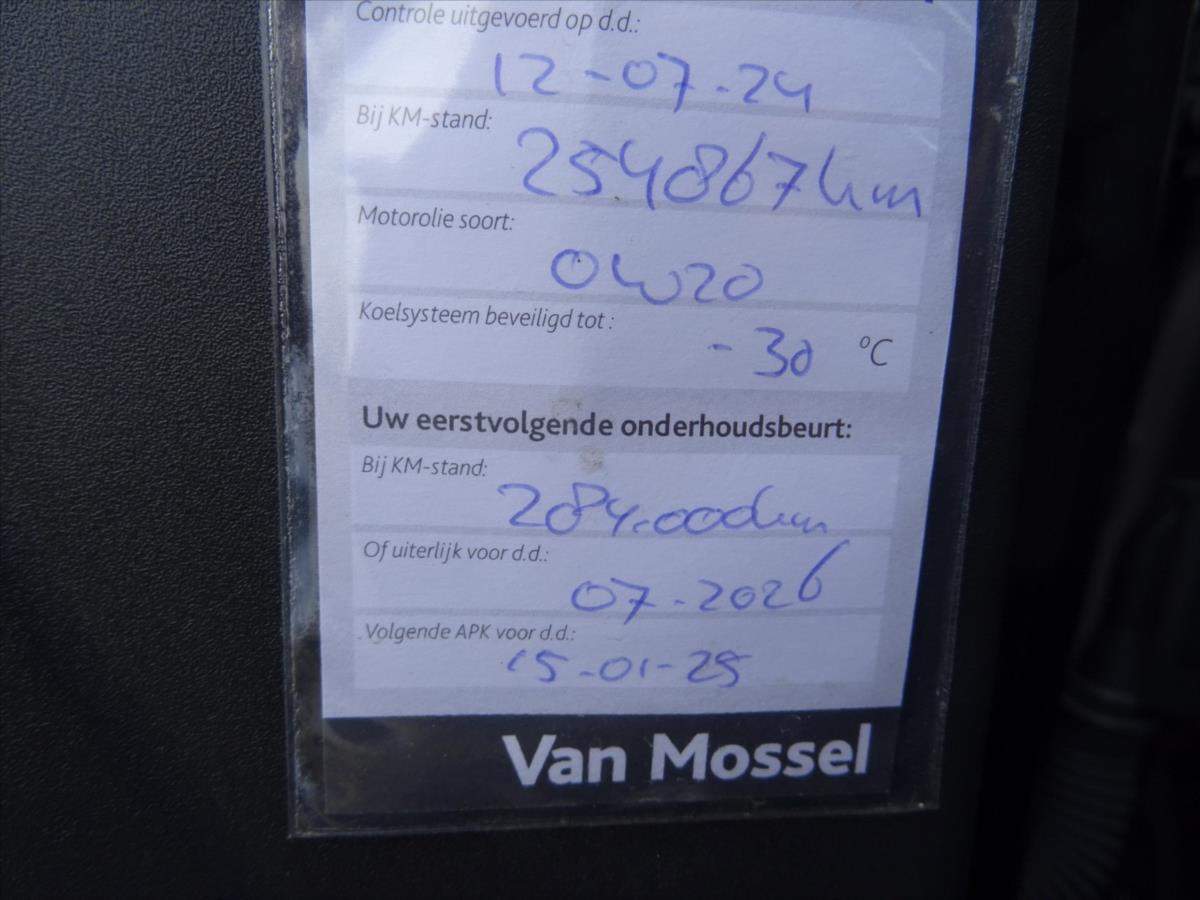 Controle uitgevoerd op d.d.:
12-07-24
Bij KM-stand:
254867km
Motorolie soort:
0W20
Koelsysteem beveiligd tot:
-30 °C
Uw eerstvolgende onderhoudsbeurt:
Bij KM-stand:
284.000km
Of uiterlijk voor d.d.:
07-2026
Volgende APK voor d.d.:
15-01-25
Van Mossel